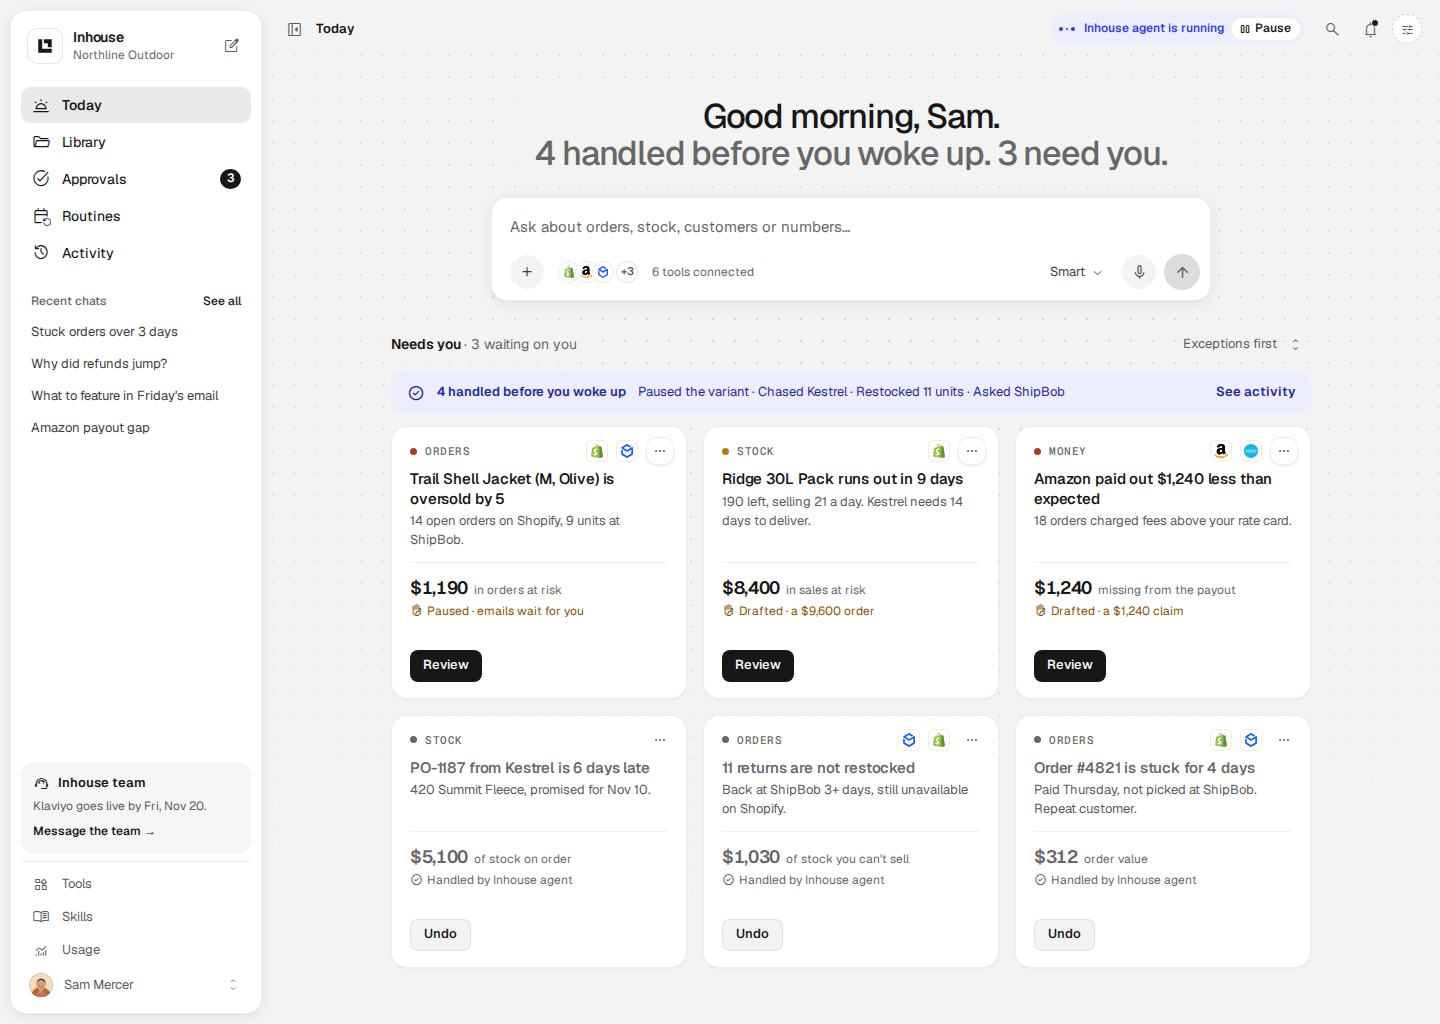 Inhouse
Northline Outdoor
Today
Library
Approvals 3
Routines
Activity
Recent chats See all
Stuck orders over 3 days
Why did refunds jump?
What to feature in Friday's email
Amazon payout gap
Inhouse team
Klaviyo goes live by Fri, Nov 20.
Message the team →
Tools
Skills
Usage
Sam Mercer
Today
Inhouse agent is running Pause
Good morning, Sam.
4 handled before you woke up. 3 need you.
Ask about orders, stock, customers or numbers...
+3 6 tools connected Smart
Needs you · 3 waiting on you Exceptions first
4 handled before you woke up Paused the variant · Chased Kestrel · Restocked 11 units · Asked ShipBob See activity
ORDERS
Trail Shell Jacket (M, Olive) is
oversold by 5
14 open orders on Shopify, 9 units at
ShipBob.
$1,190 in orders at risk
Paused · emails wait for you
Review
STOCK
Ridge 30L Pack runs out in 9 days
190 left, selling 21 a day. Kestrel needs 14
days to deliver.
$8,400 in sales at risk
Drafted · a $9,600 order
Review
MONEY
Amazon paid out $1,240 less than
expected
18 orders charged fees above your rate card.
$1,240 missing from the payout
Drafted · a $1,240 claim
Review
STOCK
PO-1187 from Kestrel is 6 days late
420 Summit Fleece, promised for Nov 10.
$5,100 of stock on order
Handled by Inhouse agent
Undo
ORDERS
11 returns are not restocked
Back at ShipBob 3+ days, still unavailable
on Shopify.
$1,030 of stock you can't sell
Handled by Inhouse agent
Undo
ORDERS
Order #4821 is stuck for 4 days
Paid Thursday, not picked at ShipBob.
Repeat customer.
$312 order value
Handled by Inhouse agent
Undo